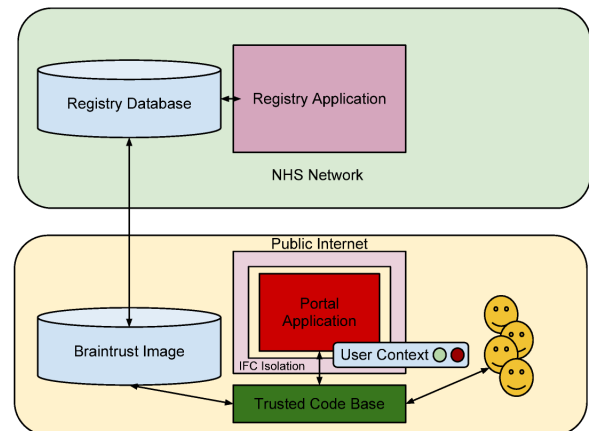 Registry Database
Registry Application
NHS Network
Public Internet
Portal
Application
User Context
IFC Isolation
Braintrust Image
Trusted Code Base